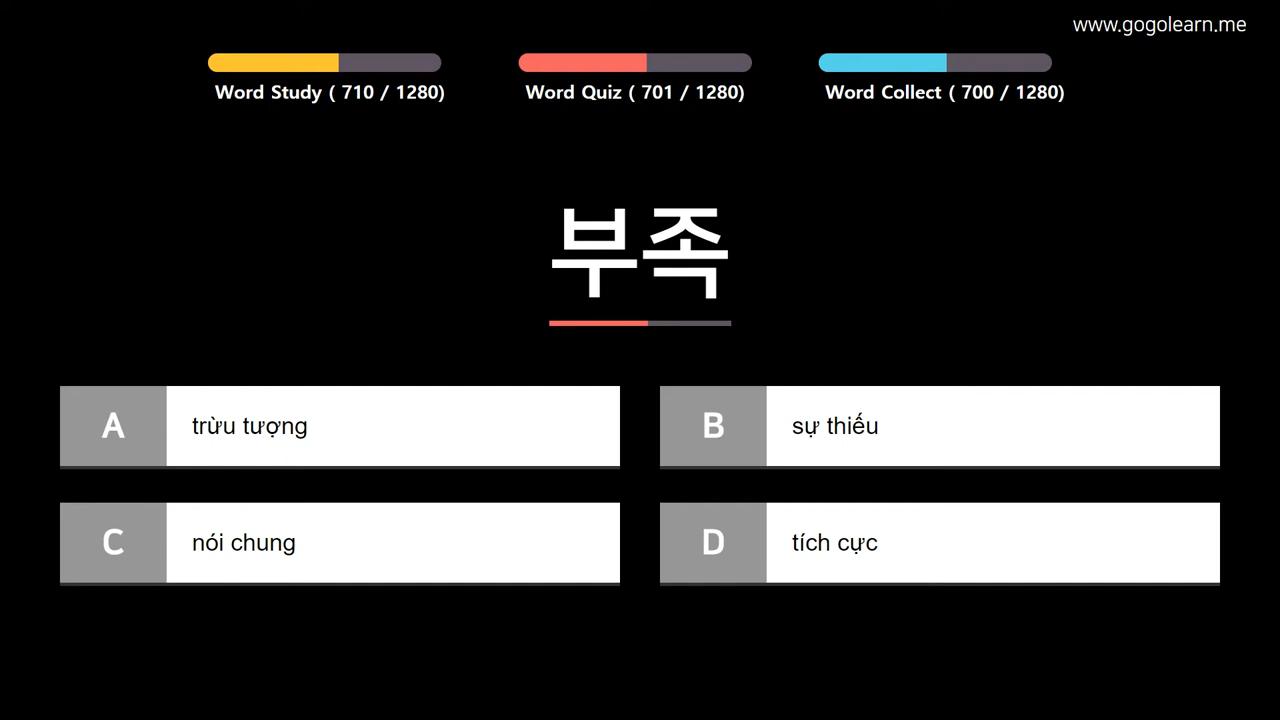 www.gogolearn.me
Word Study ( 710 / 1280)
Word Quiz ( 701 / 1280)
Word Collect ( 700 / 1280)
부족
A
trừu tượng
B
sự thiếu
C
nói chung
D
tích cực